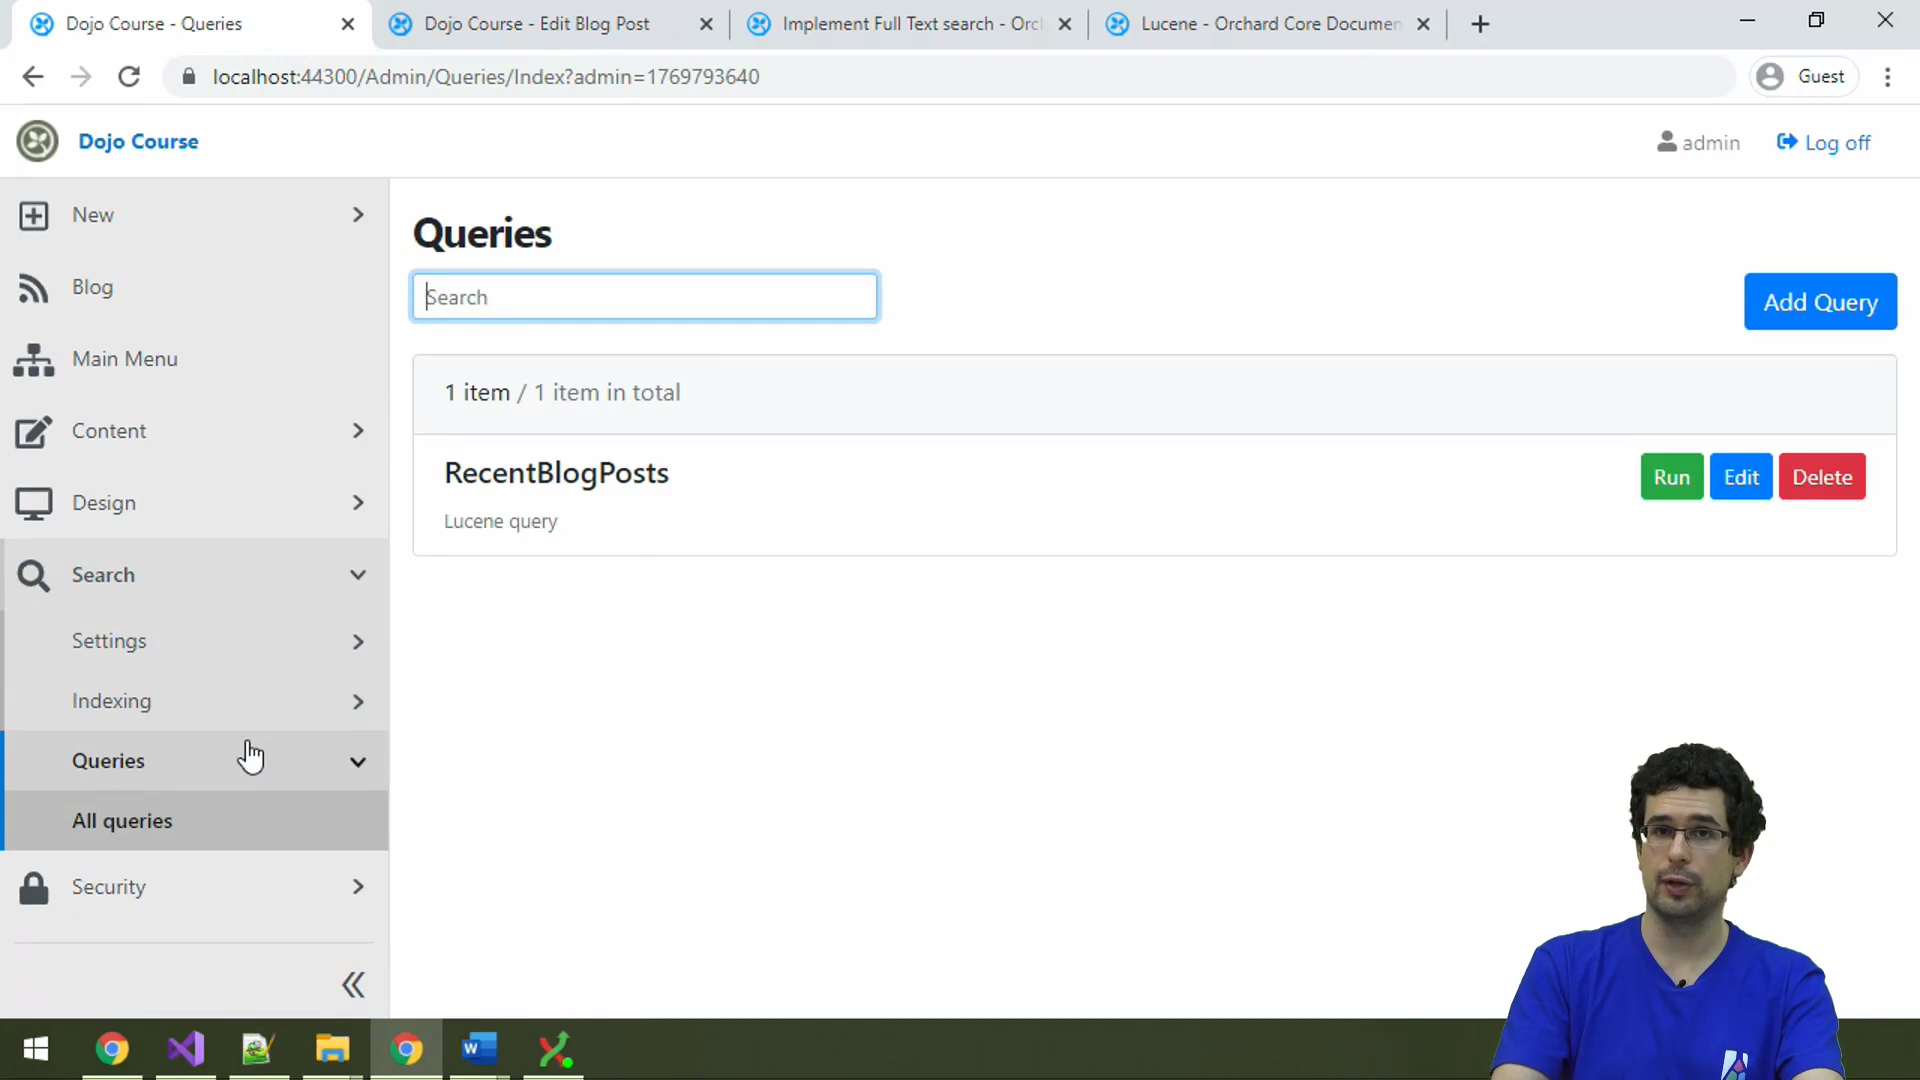 Dojo Course - Queries
Dojo Course - Edit Blog Post
Implement Full Text search - Orc
Lucene - Orchard Core Documen
localhost:44300/Admin/Queries/Index?admin=1769793640
Guest
Dojo Course
admin
Log off
New
Blog
Main Menu
Content
Design
Search
Settings
Indexing
Queries
All queries
Security
Queries
Search
Add Query
1 item / 1 item in total
RecentBlogPosts
Run
Edit
Delete
Lucene query